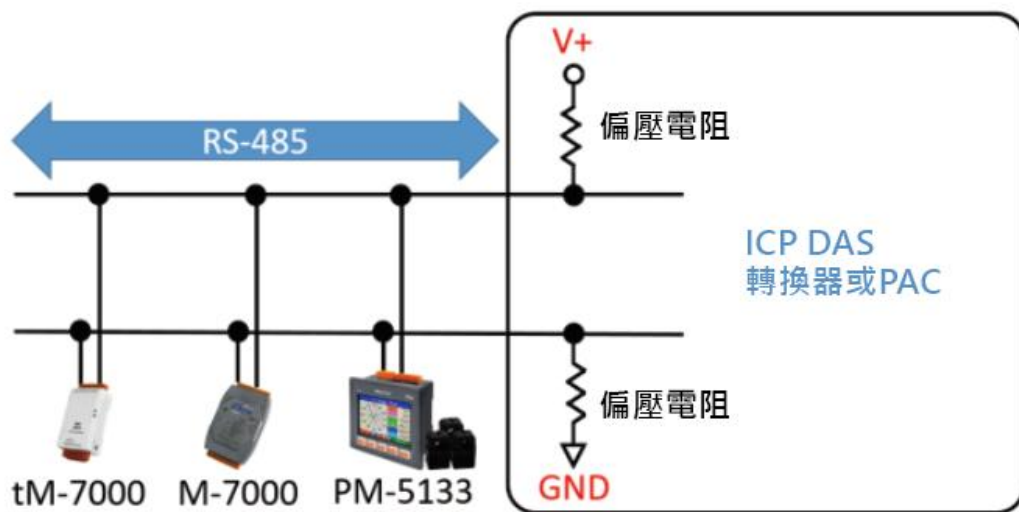 V+
偏壓電阻
RS-485
ICP DAS
轉換器或PAC
偏壓電阻
GND
tM-7000
M-7000
PM-5133